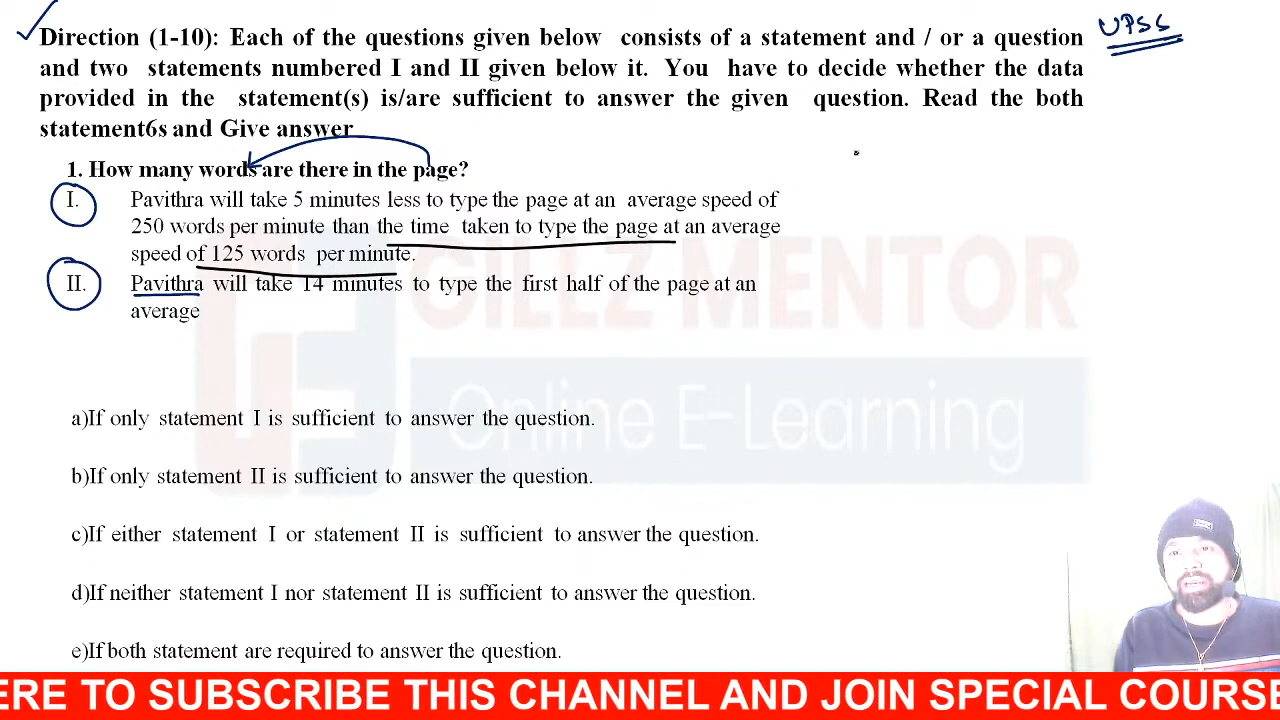 UPSS
Direction (1-10): Each of the questions given below consists of a statement and / or a question
and two statements numbered I and II given below it. You have to decide whether the data
provided in the statement(s) is/are sufficient to answer the given question. Read the both
statement6s and Give answer
1. How many words are there in the page?
I. Pavithra will take 5 minutes less to type the page at an average speed of
250 words per minute than the time taken to type the page at an average
speed of 125 words per minute.
II. Pavithra will take 14 minutes to type the first half of the page at an
average
GILLZ MENTOR
Online E-Learning
a)If only statement I is sufficient to answer the question.
b)If only statement II is sufficient to answer the question.
c)If either statement I or statement II is sufficient to answer the question.
d)If neither statement I nor statement II is sufficient to answer the question.
e)If both statement are required to answer the question.
ERE TO SUBSCRIBE THIS CHANNEL AND JOIN SPECIAL COURSE